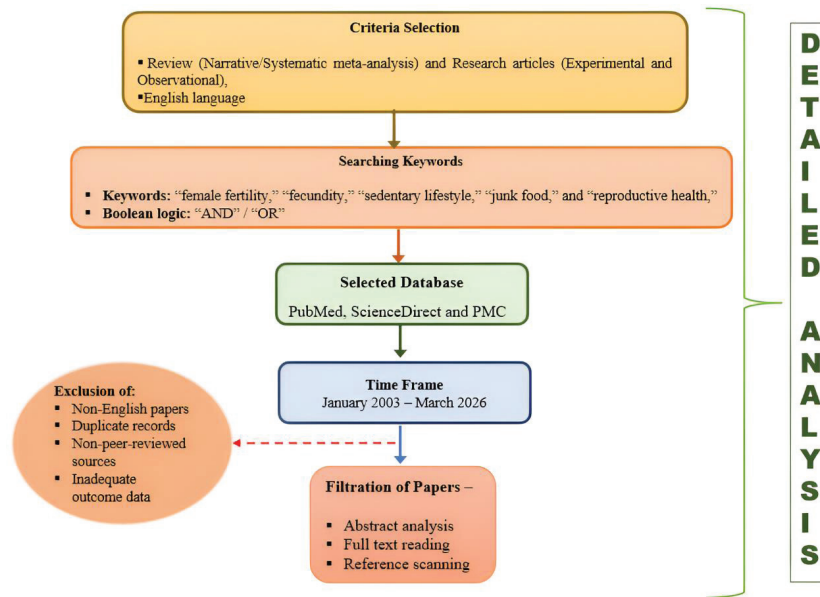 Criteria Selection
▪Review (Narrative/Systematic meta-analysis) and Research articles (Experimental and
Observational),
▪English language
Searching Keywords
▪ Keywords: “female fertility,” “fecundity,” “sedentary lifestyle,” “junk food,” and “reproductive health,”
▪ Boolean logic: “AND” / “OR”
Selected Database
PubMed, ScienceDirect and PMC
Time Frame
January 2003 – March 2026
Exclusion of:
▪ Non-English papers
▪ Duplicate records
▪ Non-peer-reviewed
sources
▪ Inadequate
outcome data
Filtration of Papers –
▪ Abstract analysis
▪ Full text reading
▪ Reference scanning
DETAILED ANALYSIS